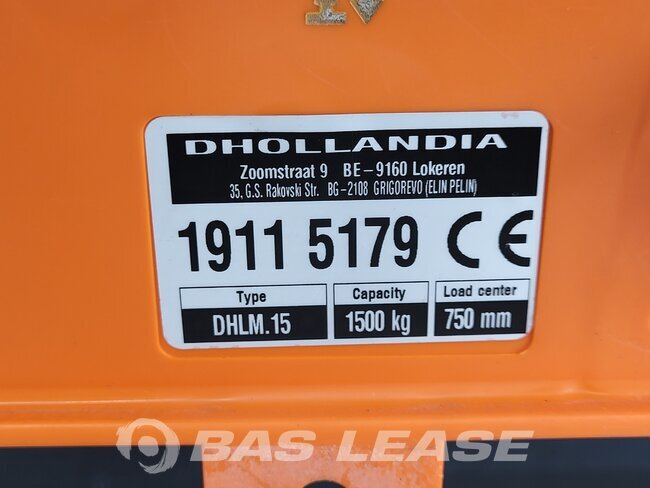 DHOLLANDIA
Zoomstraat 9 BE-9160 Lokeren
35, G.S. Rakovski Str. BG-2108 GRIGOREVO (ELIN PELIN)
1911 5179 CE
Type Capacity Load center
DHLM.15 1500 kg 750 mm
BAS LEASE